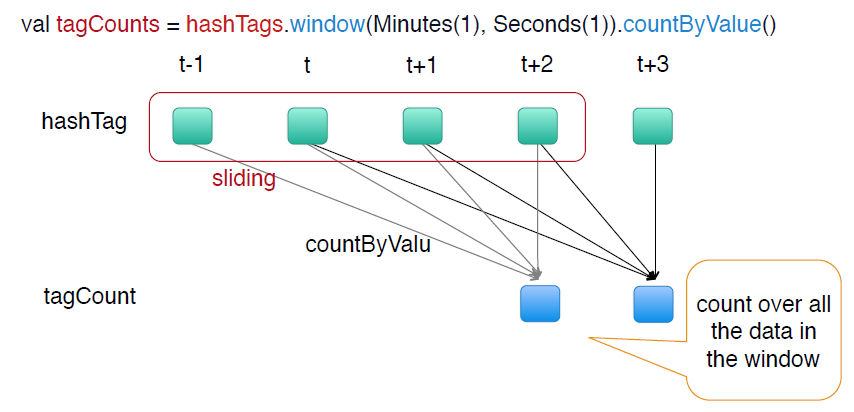 val tagCounts = hashTags.window(Minutes(1), Seconds(1)).countByValue()
t-1 t t+1 t+2 t+3
hashTag
sliding
countByValu
tagCount
count over all
the data in
the window